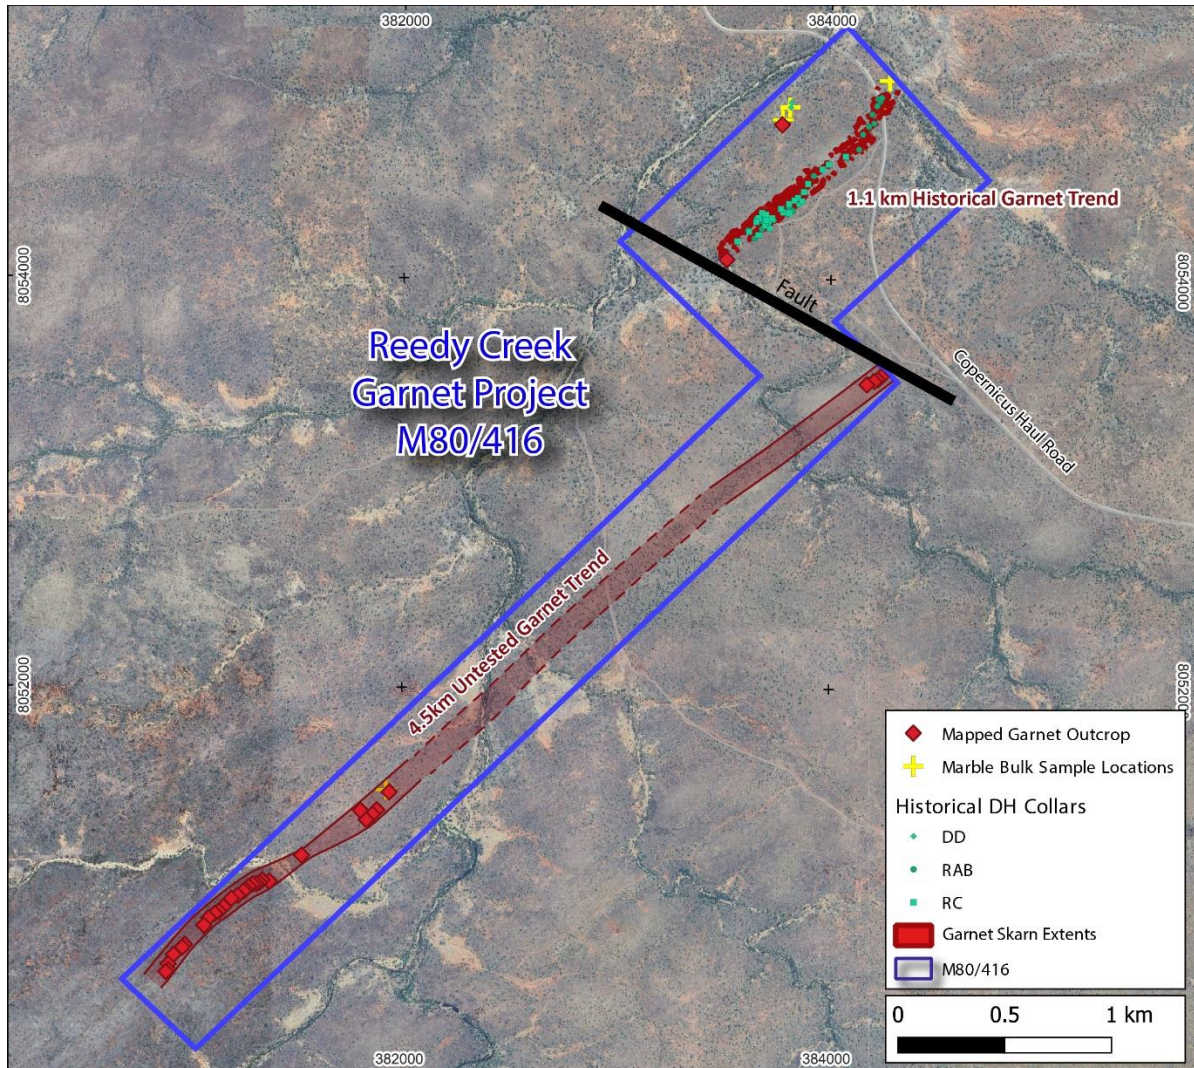 382000
384000
1.1 km Historical Garnet Trend
8054000
8054000
Fault
Reedy Creek
Garnet Project
M80/416
Copernicus Haul Road
4.5km Untested Garnet Trend
8052000
8052000
Mapped Garnet Outcrop
Marble Bulk Sample Locations
Historical DH Collars
DD
RAB
RC
Garnet Skarn Extents
M80/416
0 0.5 1 km
382000
384000